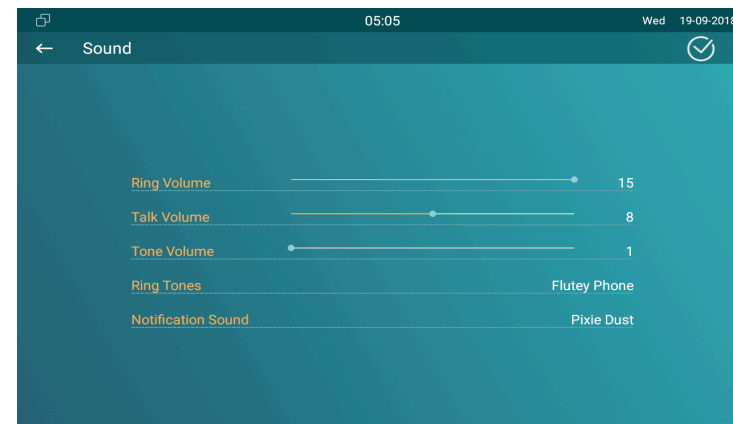 05:05 Wed 19-09-2018
Sound
Ring Volume 15
Talk Volume 8
Tone Volume 1
Ring Tones Flutey Phone
Notification Sound Pixie Dust